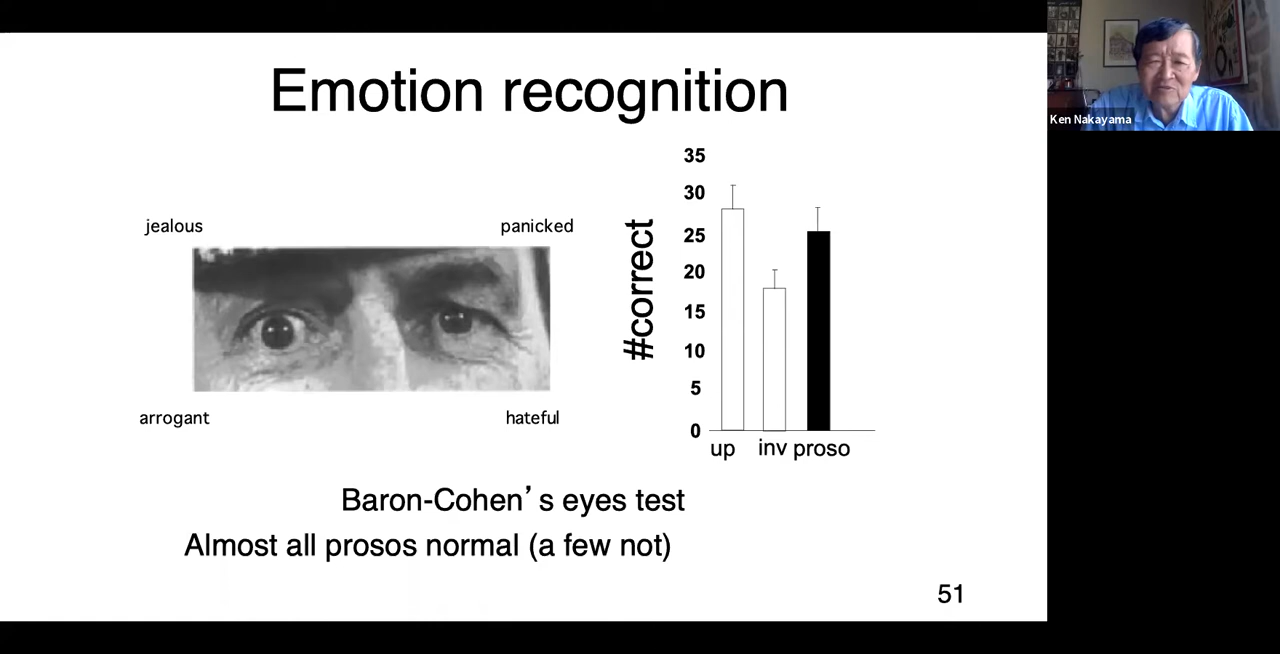 Emotion recognition
Ken Nakayama
jealous
panicked
arrogant
hateful
#correct
35
30
25
20
15
10
5
0
up
inv
proso
Baron-Cohen’s eyes test
Almost all prosos normal (a few not)
51